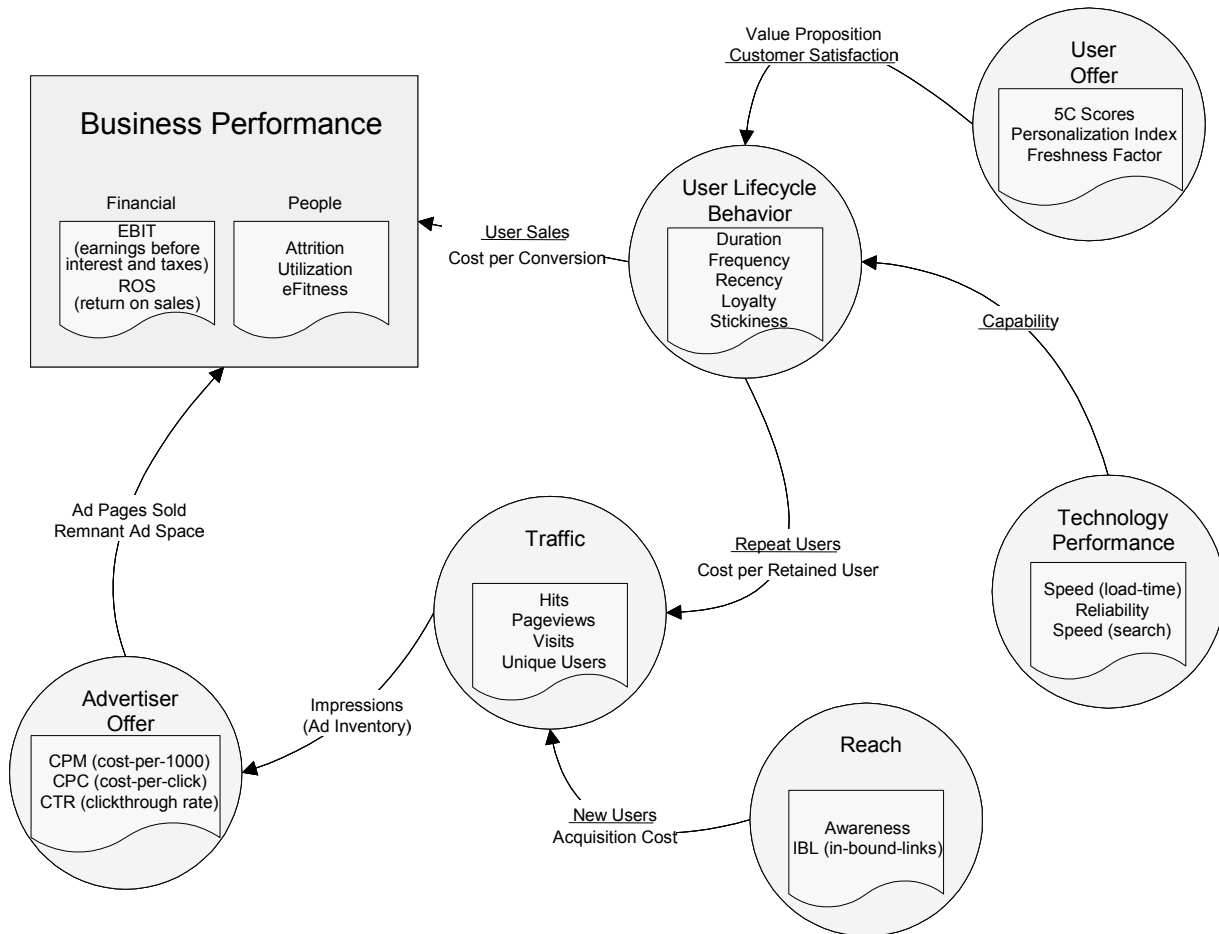 Value Proposition
Customer Satisfaction
User
Offer
5C Scores
Personalization Index
Freshness Factor
Business Performance
Financial
People
EBIT
(earnings before
interest and taxes)
ROS
(return on sales)
Attrition
Utilization
eFitness
User Sales
Cost per Conversion
User Lifecycle
Behavior
Duration
Frequency
Recency
Loyalty
Stickiness
Capability
Ad Pages Sold
Remnant Ad Space
Traffic
Hits
Pageviews
Visits
Unique Users
Repeat Users
Cost per Retained User
Technology
Performance
Speed (load-time)
Reliability
Speed (search)
Advertiser
Offer
CPM (cost-per-1000)
CPC (cost-per-click)
CTR (clickthrough rate)
Impressions
(Ad Inventory)
New Users
Acquisition Cost
Reach
Awareness
IBL (in-bound-links)